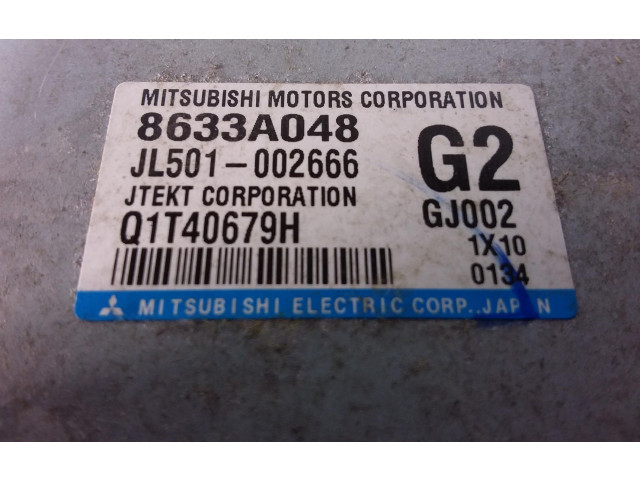 MITSUBISHI MOTORS CORPORATION
8633A048
G2
JL501-002666
JTEKT CORPORATION
GJ002
Q1T40679H
1X10
0134
MITSUBISHI ELECTRIC CORP..JAPAN